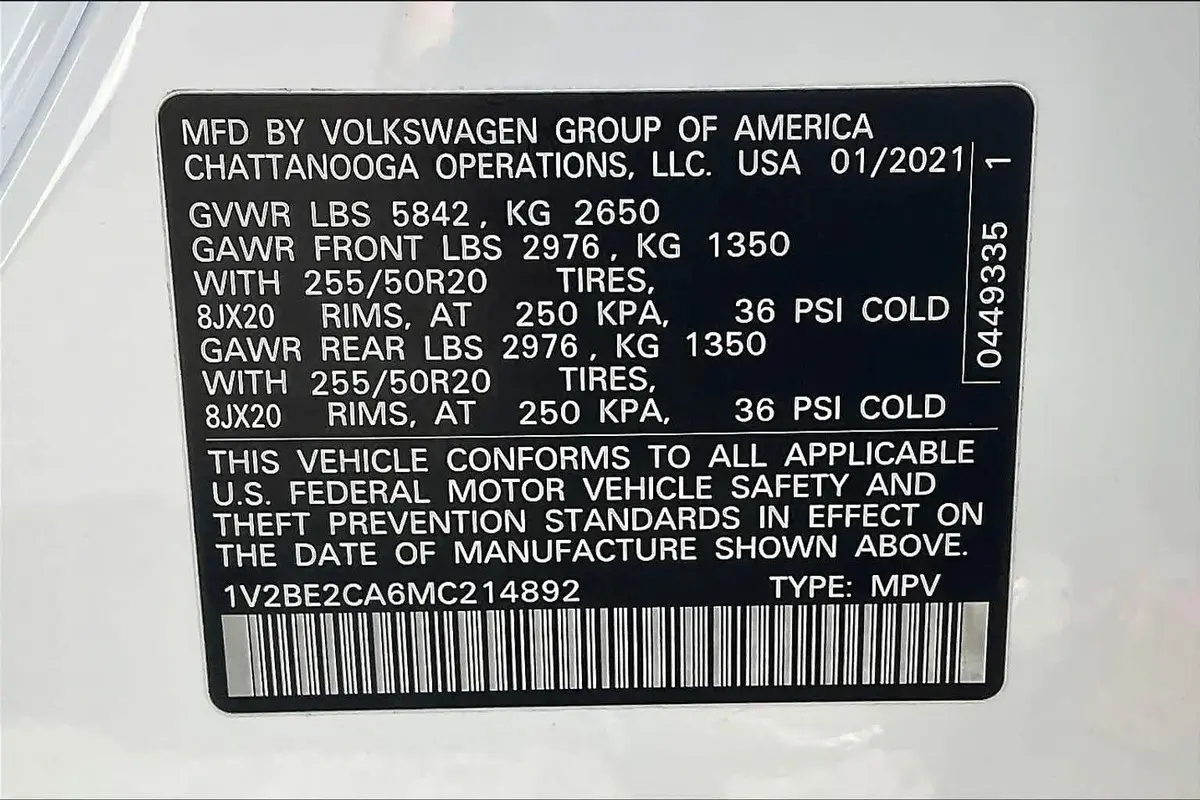 MFD BY VOLKSWAGEN GROUP OF AMERICA
CHATTANOOGA OPERATIONS, LLC. USA 01/2021
GVWR LBS 5842, KG 2650
GAWR FRONT LBS 2976, KG 1350
WITH 255/50R20 TIRES,
8JX20 RIMS, AT 250 KPA, 36 PSI COLD
GAWR REAR LBS 2976, KG 1350
WITH 255/50R20 TIRES,
8JX20 RIMS, AT 250 KPA, 36 PSI COLD
0449335 1
THIS VEHICLE CONFORMS TO ALL APPLICABLE
U.S. FEDERAL MOTOR VEHICLE SAFETY AND
THEFT PREVENTION STANDARDS IN EFFECT ON
THE DATE OF MANUFACTURE SHOWN ABOVE.
1V2BE2CA6MC214892 TYPE: MPV